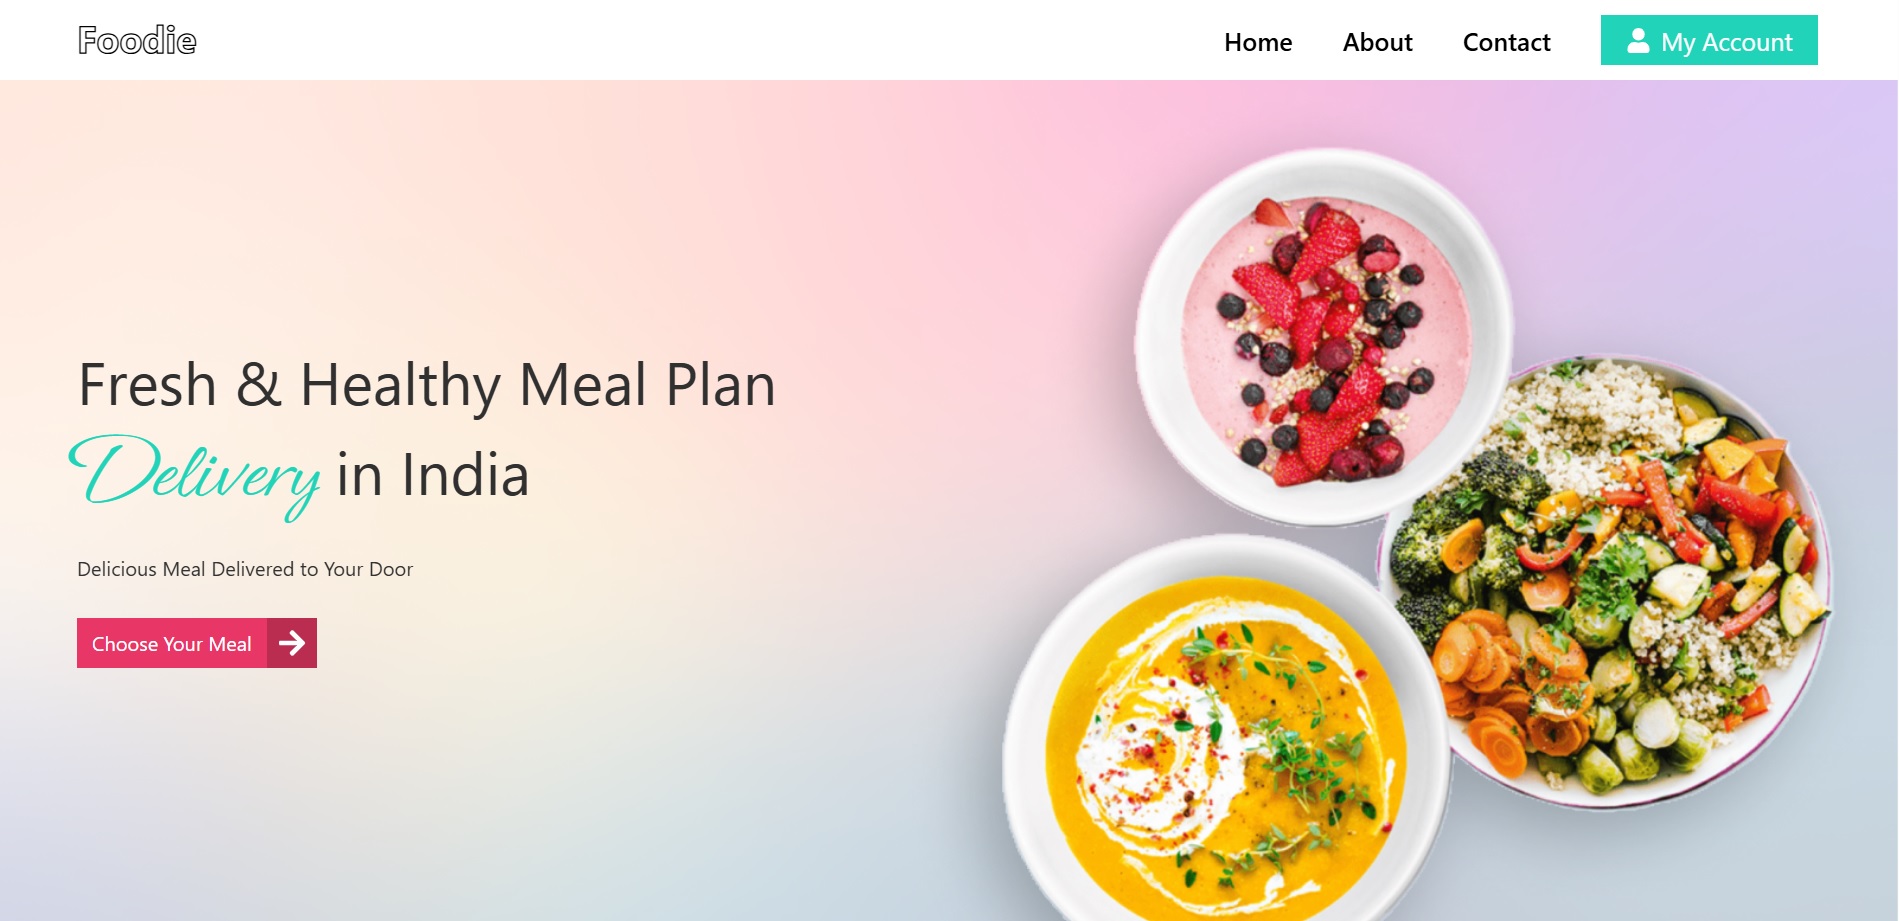 Foodie
Home
About
Contact
My Account
Fresh & Healthy Meal Plan
Delivery in India
Delicious Meal Delivered to Your Door
Choose Your Meal